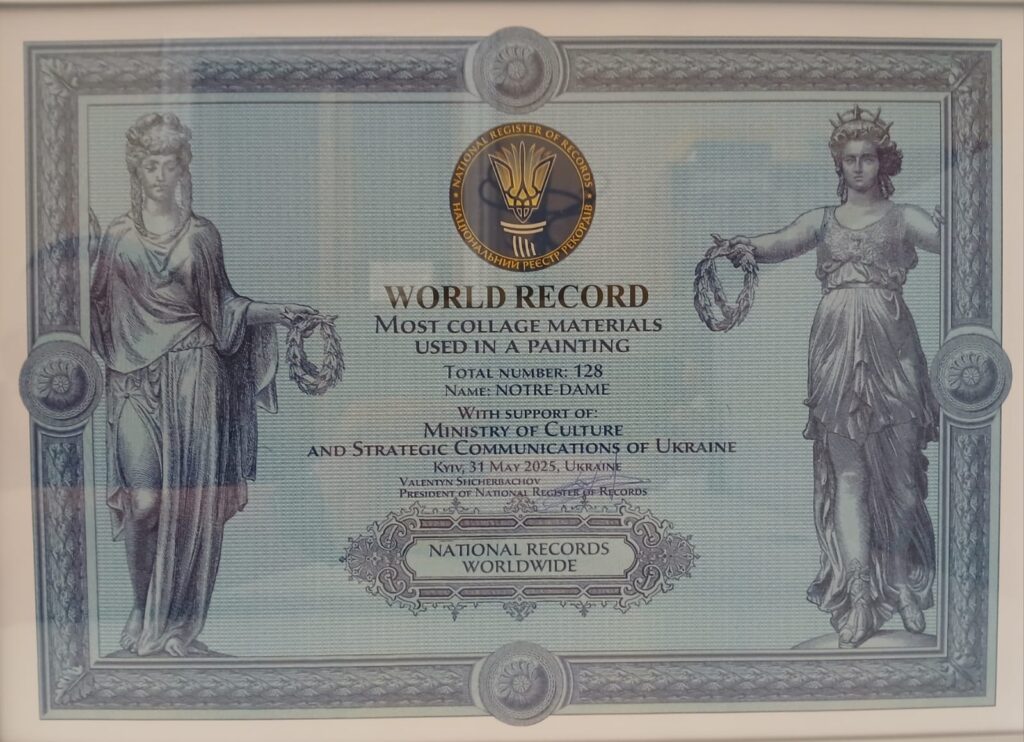 ★ NATIONAL REGISTER OF RECORDS ★
НАЦІОНАЛЬНИЙ РЕЄСТР РЕКОРДІВ
WORLD RECORD
MOST COLLAGE MATERIALS
USED IN A PAINTING
TOTAL NUMBER: 128
NAME: NOTRE-DAME
WITH SUPPORT OF:
MINISTRY OF CULTURE
AND STRATEGIC COMMUNICATIONS OF UKRAINE
KYIV, 31 MAY 2025, UKRAINE
VALENTYN SHCHERBACHOV
PRESIDENT OF NATIONAL REGISTER OF RECORDS
NATIONAL RECORDS
WORLDWIDE